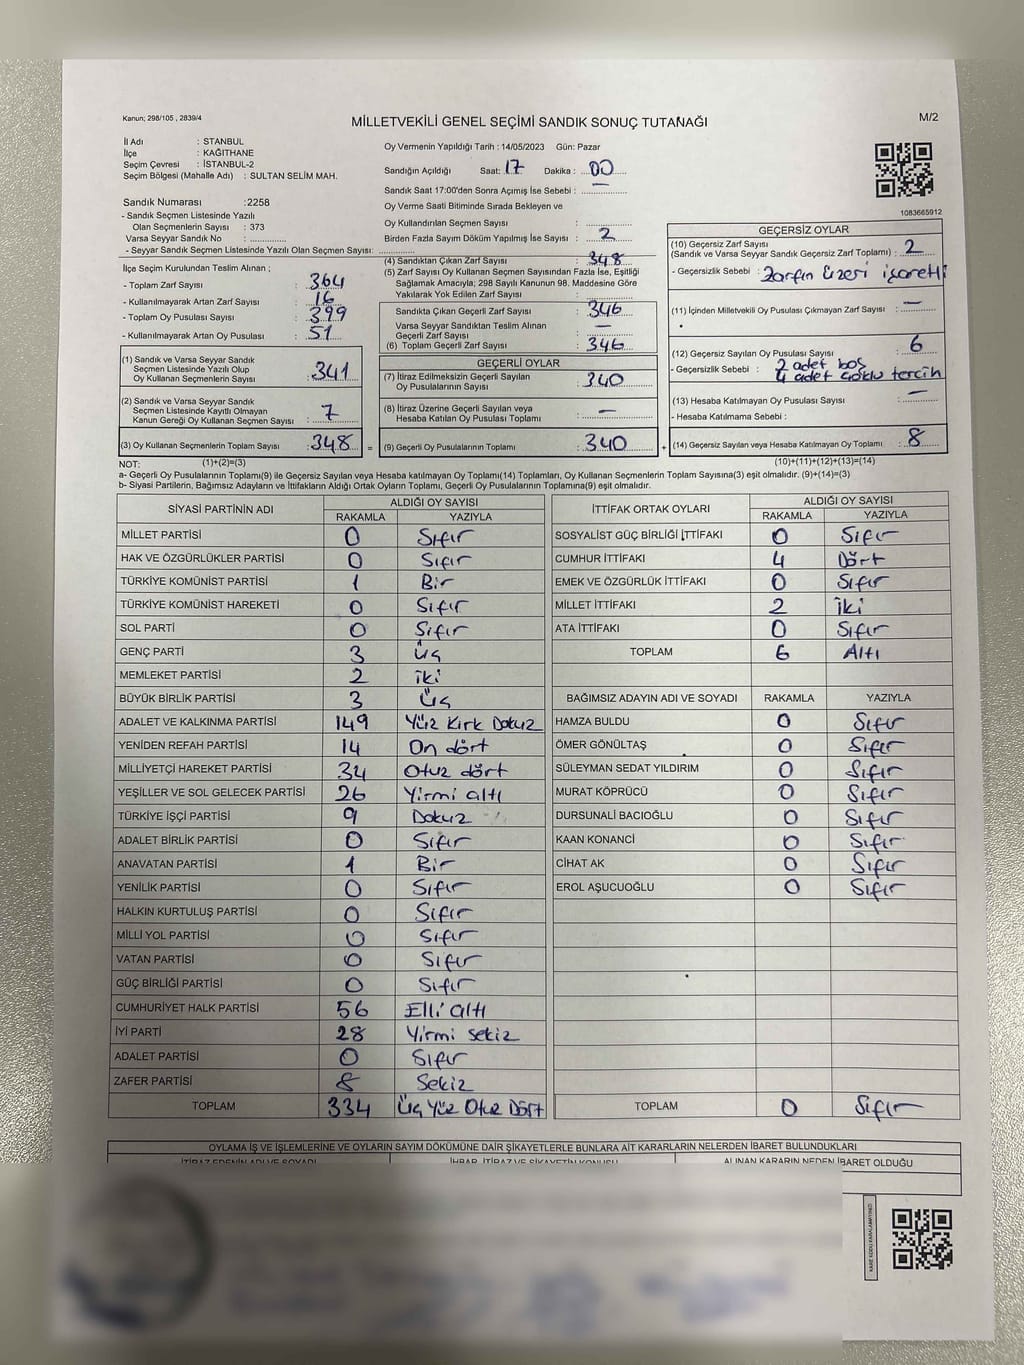 Kanun; 298/105 , 2839/4
MİLLETVEKİLİ GENEL SEÇİMİ SANDIK SONUÇ TUTANAĞI
M/2
İl Adı : STANBUL
İlçe : KAĞITHANE
Seçim Çevresi : İSTANBUL-2
Seçim Bölgesi (Mahalle Adı) : SULTAN SELİM MAH.
Sandık Numarası :2258
- Sandık Seçmen Listesinde Yazılı
Olan Seçmenlerin Sayısı : 373
Varsa Seyyar Sandık No : ..............
- Seyyar Sandık Seçmen Listesinde Yazılı Olan Seçmen Sayısı: ..............
Oy Vermenin Yapıldığı Tarih : 14/05/2023 Gün: Pazar
Sandığın Açıldığı Saat: 17 Dakika : 00
Sandık Saat 17:00'den Sonra Açımış İse Sebebi : —
Oy Verme Saati Bitiminde Sırada Bekleyen ve
Oy Kullandırılan Seçmen Sayısı : ..............
Birden Fazla Sayım Döküm Yapılmış İse Sayısı : 2
1083665912
İlçe Seçim Kurulundan Teslim Alınan ;
- Toplam Zarf Sayısı : 364
- Kullanılmayarak Artan Zarf Sayısı : 16
- Toplam Oy Pusulası Sayısı : 399
- Kullanılmayarak Artan Oy Pusulası : 51
(1) Sandık ve Varsa Seyyar Sandık
Seçmen Listesinde Yazılı Olup
Oy Kullanan Seçmenlerin Sayısı : 341
(2) Sandık ve Varsa Seyyar Sandık
Seçmen Listesinde Kayıtlı Olmayan
Kanun Gereği Oy Kullanan Seçmen Sayısı : 7
(3) Oy Kullanan Seçmenlerin Toplam Sayısı : 348 =
(4) Sandıktan Çıkan Zarf Sayısı : 348
(5) Zarf Sayısı Oy Kullanan Seçmen Sayısından Fazla İse, Eşitliği
Sağlamak Amacıyla; 298 Sayılı Kanunun 98. Maddesine Göre
Yakılarak Yok Edilen Zarf Sayısı : ..............
Sandıkta Çıkan Geçerli Zarf Sayısı : 346
Varsa Seyyar Sandıktan Teslim Alınan
Geçerli Zarf Sayısı : —
(6) Toplam Geçerli Zarf Sayısı : 346
GEÇERLİ OYLAR
(7) İtiraz Edilmeksizin Geçerli Sayılan
Oy Pusulalarının Sayısı : 340
(8) İtiraz Üzerine Geçerli Sayılan veya
Hesaba Katılan Oy Pusulası Toplamı : —
(9) Gelerli Oy Pusulalarının Toplamı : 340 +
GEÇERSİZ OYLAR
(10) Geçersiz Zarf Sayısı
(Sandık ve Varsa Seyyar Sandık Geçersiz Zarf Toplamı) : 2
- Geçersizlik Sebebi : Zarfın üzeri işaretli
(11) İçinden Milletvekili Oy Pusulası Çıkmayan Zarf Sayısı : —
(12) Geçersiz Sayılan Oy Pusulası Sayısı : 6
- Geçersizlik Sebebi : 2 adet boş
4 adet çoklu tercih
(13) Hesaba Katılmayan Oy Pusulası Sayısı : —
- Hesaba Katılmama Sebebi :
(14) Geçersiz Sayılan veya Hesaba Katılmayan Oy Toplamı : 8
NOT: (1)+(2)=(3) (10)+(11)+(12)+(13)=(14)
a- Geçerli Oy Pusulalarının Toplamı(9) ile Geçersiz Sayılan veya Hesaba katılmayan Oy Toplamı(14) Toplamları, Oy Kullanan Seçmenlerin Toplam Sayısına(3) eşit olmalıdır. (9)+(14)=(3)
b- Siyasi Partilerin, Bağımsız Adayların ve İttifakların Aldığı Ortak Oyların Toplamı, Geçerli Oy Pusulalarının Toplamına(9) eşit olmalıdır.
SİYASİ PARTİNİN ADI ALDIĞI OY SAYISI
RAKAMLA YAZIYLA
MİLLET PARTİSİ 0 Sıfır
HAK VE ÖZGÜRLÜKLER PARTİSİ 0 Sıfır
TÜRKİYE KOMÜNİST PARTİSİ 1 Bir
TÜRKİYE KOMÜNİST HAREKETİ 0 Sıfır
SOL PARTİ 0 Sıfır
GENÇ PARTİ 3 Üç
MEMLEKET PARTİSİ 2 iki
BÜYÜK BİRLİK PARTİSİ 3 Üç
ADALET VE KALKINMA PARTİSİ 149 Yüz Kırk Dokuz
YENİDEN REFAH PARTİSİ 14 On dört
MİLLİYETÇİ HAREKET PARTİSİ 34 Otuz dört
YEŞİLLER VE SOL GELECEK PARTİSİ 26 Yirmi altı
TÜRKİYE İŞÇİ PARTİSİ 9 Dokuz
ADALET BİRLİK PARTİSİ 0 Sıfır
ANAVATAN PARTİSİ 1 Bir
YENİLİK PARTİSİ 0 Sıfır
HALKIN KURTULUŞ PARTİSİ 0 Sıfır
MİLLİ YOL PARTİSİ 0 Sıfır
VATAN PARTİSİ 0 Sıfır
GÜÇ BİRLİĞİ PARTİSİ 0 Sıfır
CUMHURİYET HALK PARTİSİ 56 Elli altı
İYİ PARTİ 28 Yirmi sekiz
ADALET PARTİSİ 0 Sıfır
ZAFER PARTİSİ 8 Sekiz
TOPLAM 334 Üç Yüz Otuz Dört
İTTİFAK ORTAK OYLARI ALDIĞI OY SAYISI
RAKAMLA YAZIYLA
SOSYALİST GÜÇ BİRLİĞİ İTTİFAKI 0 Sıfır
CUMHUR İTTİFAKI 4 Dört
EMEK VE ÖZGÜRLÜK İTTİFAKI 0 Sıfır
MİLLET İTTİFAKI 2 iki
ATA İTTİFAKI 0 Sıfır
TOPLAM 6 Altı
BAĞIMSIZ ADAYIN ADI VE SOYADI RAKAMLA YAZIYLA
HAMZA BULDU 0 Sıfır
ÖMER GÖNÜLTAŞ 0 Sıfır
SÜLEYMAN SEDAT YILDIRIM 0 Sıfır
MURAT KÖPRÜCÜ 0 Sıfır
DURSUNALİ BACIOĞLU 0 Sıfır
KAAN KONANCİ 0 Sıfır
CİHAT AK 0 Sıfır
EROL AŞUCUOĞLU 0 Sıfır
TOPLAM 0 Sıfır
OYLAMA İŞ VE İŞLEMLERİNE VE OYLARIN SAYIM DÖKÜMÜNE DAİR ŞİKAYETLERLE BUNLARA AİT KARARLARIN NELERDEN İBARET BULUNDUKLARI
İTİRAZ EDENİN ADI VE SOYADI İHBAR, İTİRAZ VE ŞİKAYETİN KONUSU ALINAN KARARIN NEDEN İBARET OLDUĞU